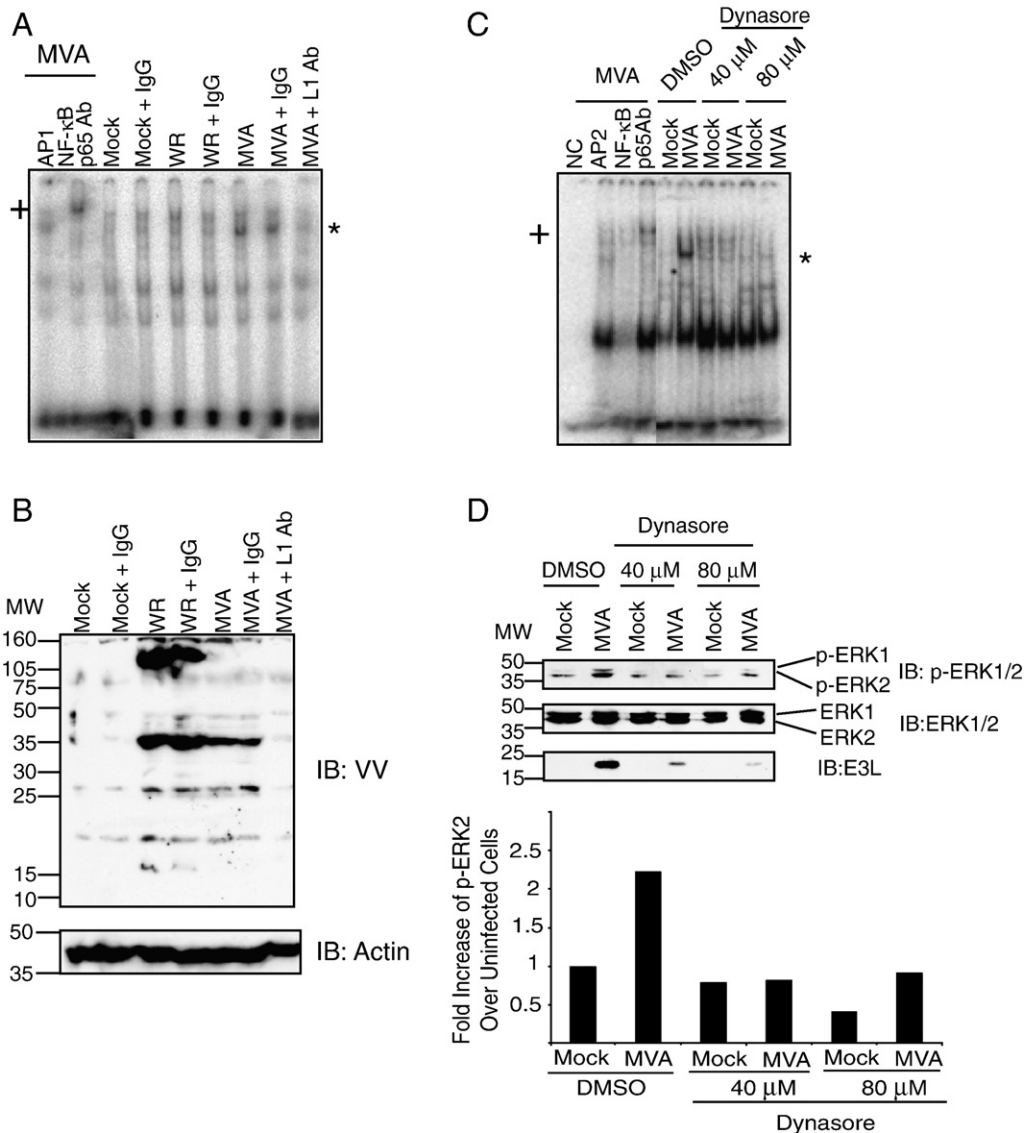 A
MVA
AP1
NF-κB
p65 Ab
Mock
Mock + IgG
WR
WR + IgG
MVA
MVA + IgG
MVA + L1 Ab
+
*
B
MW
Mock
Mock + IgG
WR
WR + IgG
MVA
MVA + IgG
MVA + L1 Ab
160
105
75
50
35
30
25
15
10
IB: VV
50
35
IB: Actin
C
Dynasore
MVA
DMSO
40 μM
80 μM
NC
AP2
NF-κB
p65Ab
Mock
MVA
Mock
MVA
Mock
MVA
+
*
D
Dynasore
DMSO
40 μM
80 μM
MW
Mock
MVA
Mock
MVA
Mock
MVA
50
35
p-ERK1
p-ERK2
IB: p-ERK1/2
50
35
ERK1
ERK2
IB:ERK1/2
25
15
IB:E3L
Fold Increase of p-ERK2
Over Uninfected Cells
2.5
2
1
1
0.5
Mock MVA Mock MVA Mock MVA
DMSO 40 μM 80 μM
Dynasore